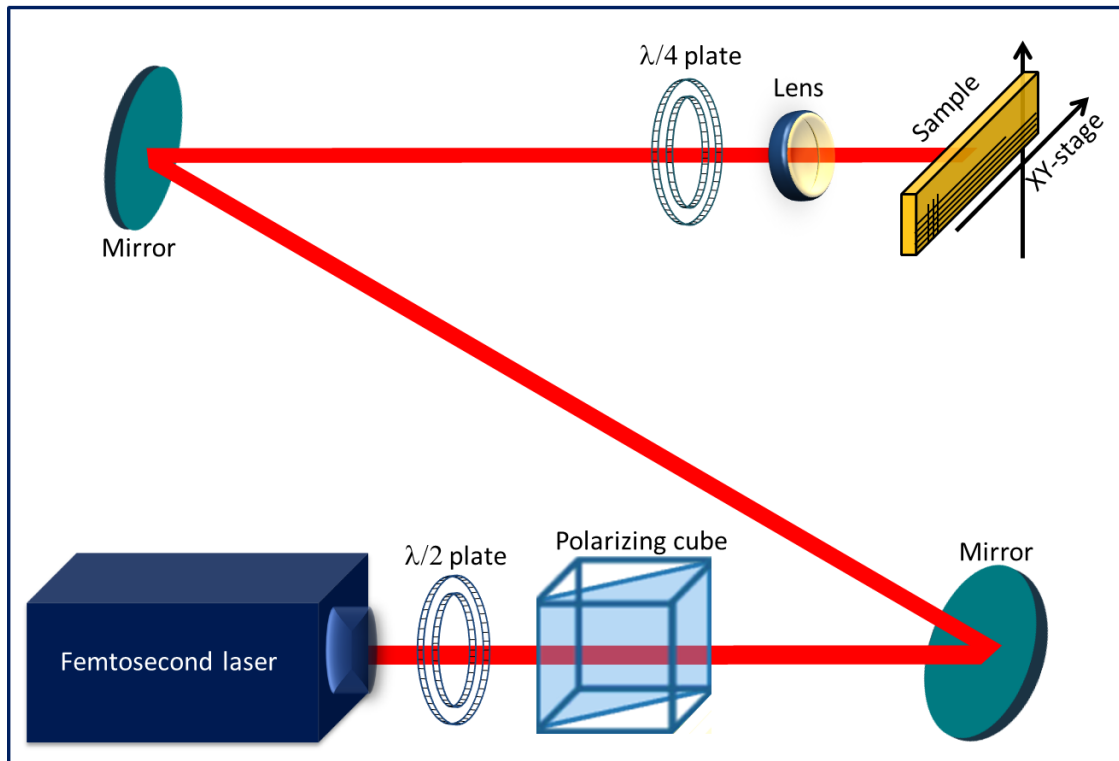 λ/4 plate
Lens
Sample
XY-stage
Mirror
λ/2 plate
Polarizing cube
Mirror
Femtosecond laser